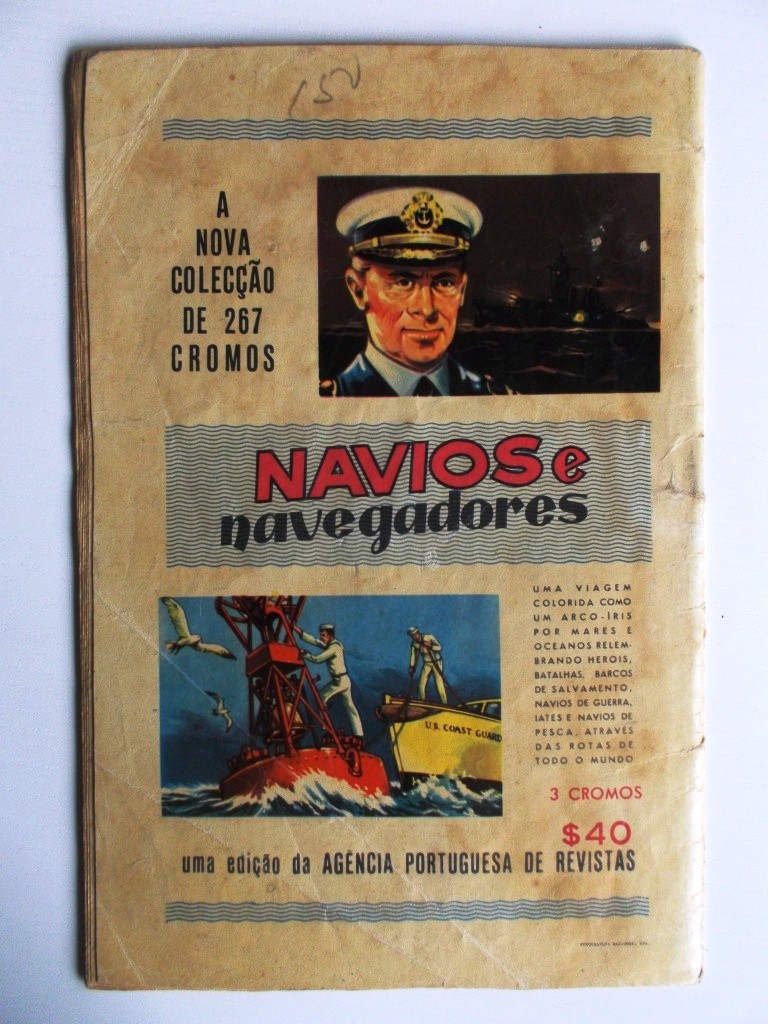 150
A
NOVA
COLECÇÃO
DE 267
CROMOS
NAVIOS e
navegadores
UMA VIAGEM
COLORIDA COMO
UM ARCO-ÍRIS
POR MARES E
OCEANOS RELEM-
BRANDO HEROIS,
BATALHAS, BARCOS
DE SALVAMENTO,
NAVIOS DE GUERRA,
IATES E NAVIOS DE
PESCA, ATRAVÉS
DAS ROTAS DE
TODO O MUNDO
U.S. COAST GUARD
3 CROMOS
$40
uma edição da AGÊNCIA PORTUGUESA DE REVISTAS